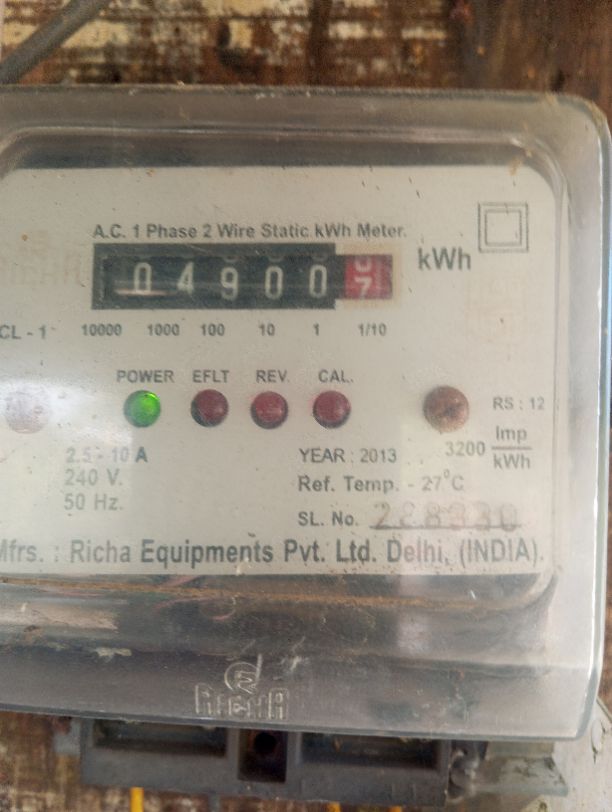 A.C. 1 Phase 2 Wire Static kWh Meter.
04900 7 kWh
CL - 1 10000 1000 100 10 1 1/10
POWER EFLT REV. CAL.
RS : 12
2.5 - 10 A YEAR : 2013 3200 Imp/kWh
240 V. Ref. Temp. - 27°C
50 Hz. SL. No.
Mfrs. : Richa Equipments Pvt. Ltd. Delhi, (INDIA).
RICHA